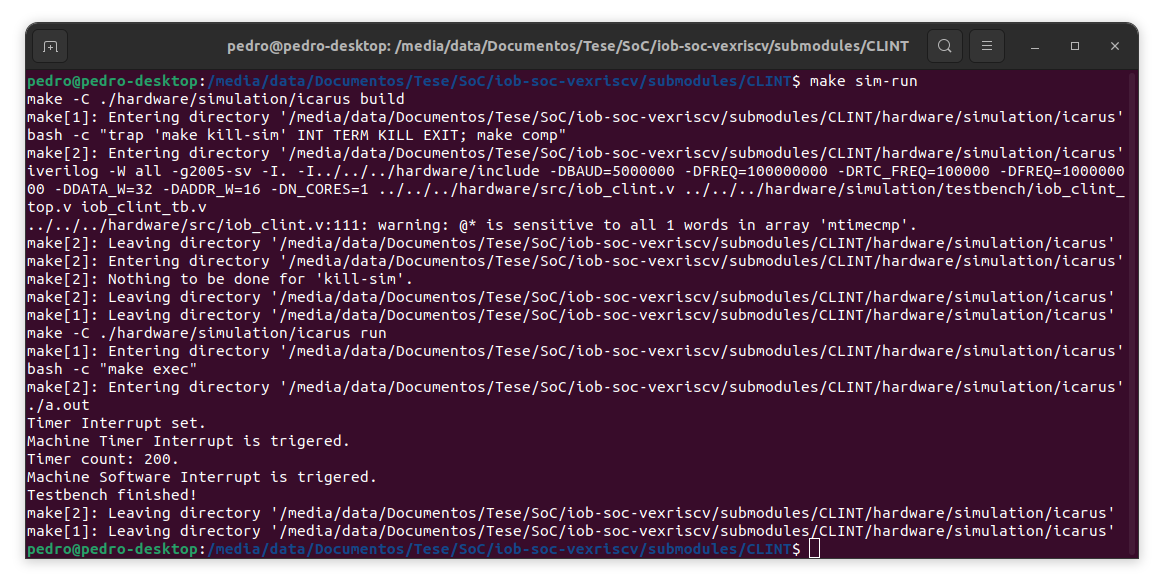 pedro@pedro-desktop: /media/data/Documentos/Tese/SoC/iob-soc-vexriscv/submodules/CLINT
pedro@pedro-desktop:/media/data/Documentos/Tese/SoC/iob-soc-vexriscv/submodules/CLINT$ make sim-run
make -C ./hardware/simulation/icarus build
make[1]: Entering directory '/media/data/Documentos/Tese/SoC/iob-soc-vexriscv/submodules/CLINT/hardware/simulation/icarus'
bash -c "trap 'make kill-sim' INT TERM KILL EXIT; make comp"
make[2]: Entering directory '/media/data/Documentos/Tese/SoC/iob-soc-vexriscv/submodules/CLINT/hardware/simulation/icarus'
iverilog -W all -g2005-sv -I. -I../../../hardware/include -DBAUD=5000000 -DFREQ=100000000 -DRTC_FREQ=100000 -DFREQ=1000000
00 -DDATA_W=32 -DADDR_W=16 -DN_CORES=1 ../../../hardware/src/iob_clint.v ../../../hardware/simulation/testbench/iob_clint_
top.v iob_clint_tb.v
../../../hardware/src/iob_clint.v:111: warning: @* is sensitive to all 1 words in array 'mtimecmp'.
make[2]: Leaving directory '/media/data/Documentos/Tese/SoC/iob-soc-vexriscv/submodules/CLINT/hardware/simulation/icarus'
make[2]: Entering directory '/media/data/Documentos/Tese/SoC/iob-soc-vexriscv/submodules/CLINT/hardware/simulation/icarus'
make[2]: Nothing to be done for 'kill-sim'.
make[2]: Leaving directory '/media/data/Documentos/Tese/SoC/iob-soc-vexriscv/submodules/CLINT/hardware/simulation/icarus'
make[1]: Leaving directory '/media/data/Documentos/Tese/SoC/iob-soc-vexriscv/submodules/CLINT/hardware/simulation/icarus'
make -C ./hardware/simulation/icarus run
make[1]: Entering directory '/media/data/Documentos/Tese/SoC/iob-soc-vexriscv/submodules/CLINT/hardware/simulation/icarus'
bash -c "make exec"
make[2]: Entering directory '/media/data/Documentos/Tese/SoC/iob-soc-vexriscv/submodules/CLINT/hardware/simulation/icarus'
./a.out
Timer Interrupt set.
Machine Timer Interrupt is trigered.
Timer count: 200.
Machine Software Interrupt is trigered.
Testbench finished!
make[2]: Leaving directory '/media/data/Documentos/Tese/SoC/iob-soc-vexriscv/submodules/CLINT/hardware/simulation/icarus'
make[1]: Leaving directory '/media/data/Documentos/Tese/SoC/iob-soc-vexriscv/submodules/CLINT/hardware/simulation/icarus'
pedro@pedro-desktop:/media/data/Documentos/Tese/SoC/iob-soc-vexriscv/submodules/CLINT$